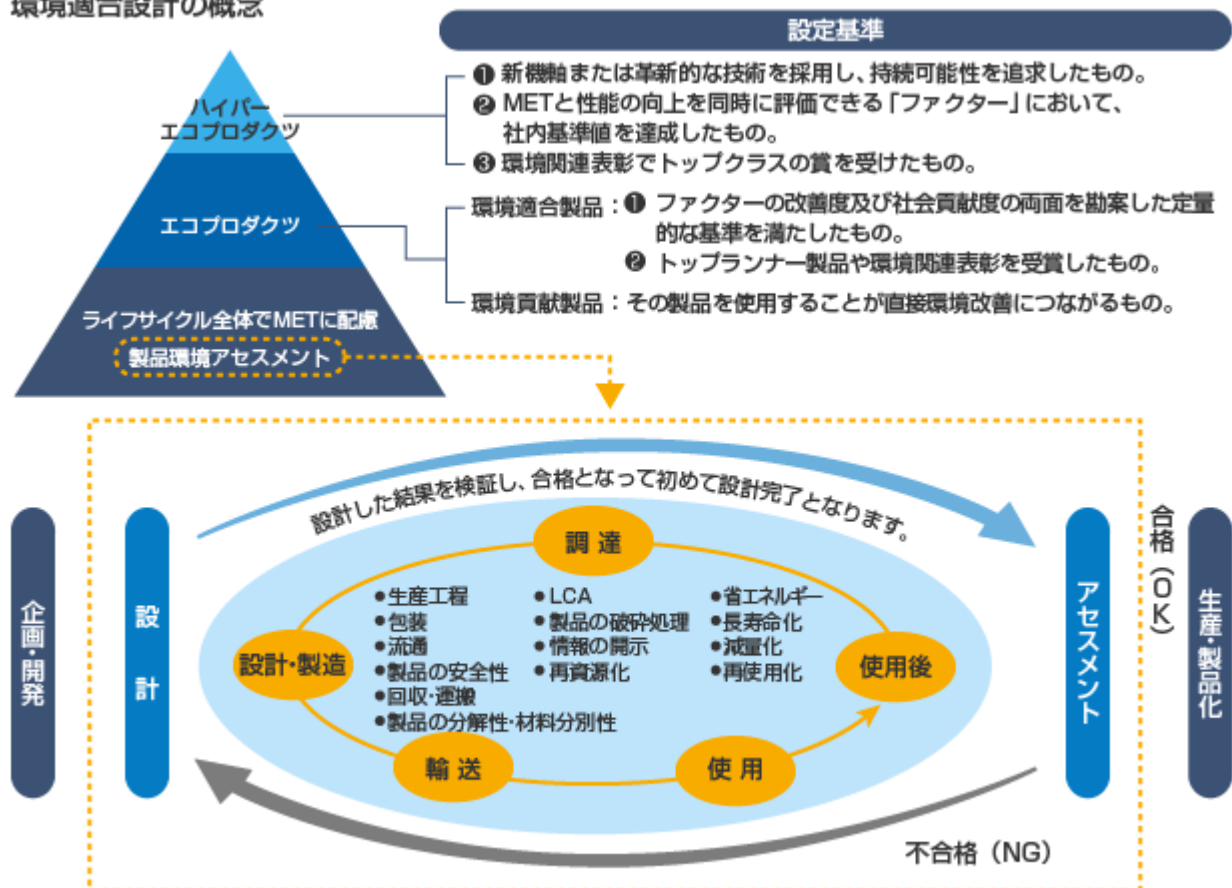 環境適合設計の概念
設定基準
ハイパー
エコプロダクツ
❶ 新機軸または革新的な技術を採用し、持続可能性を追求したもの。
❷ METと性能の向上を同時に評価できる「ファクター」において、
社内基準値を達成したもの。
❸ 環境関連表彰でトップクラスの賞を受けたもの。
エコプロダクツ
環境適合製品：❶ ファクターの改善度及び社会貢献度の両面を勘案した定量
的な基準を満たしたもの。
❷ トップランナー製品や環境関連表彰を受賞したもの。
環境貢献製品：その製品を使用することが直接環境改善につながるもの。
ライフサイクル全体でMETに配慮
製品環境アセスメント
企画・開発
設計
設計した結果を検証し、合格となって初めて設計完了となります。
調達
設計・製造
●生産工程
●包装
●流通
●製品の安全性
●回収・運搬
●製品の分解性・材料分別性
●LCA
●製品の破砕処理
●情報の開示
●再資源化
●省エネルギー
●長寿命化
●減量化
●再使用化
使用後
輸送
使用
アセスメント
合格（OK）
生産・製品化
不合格（NG）